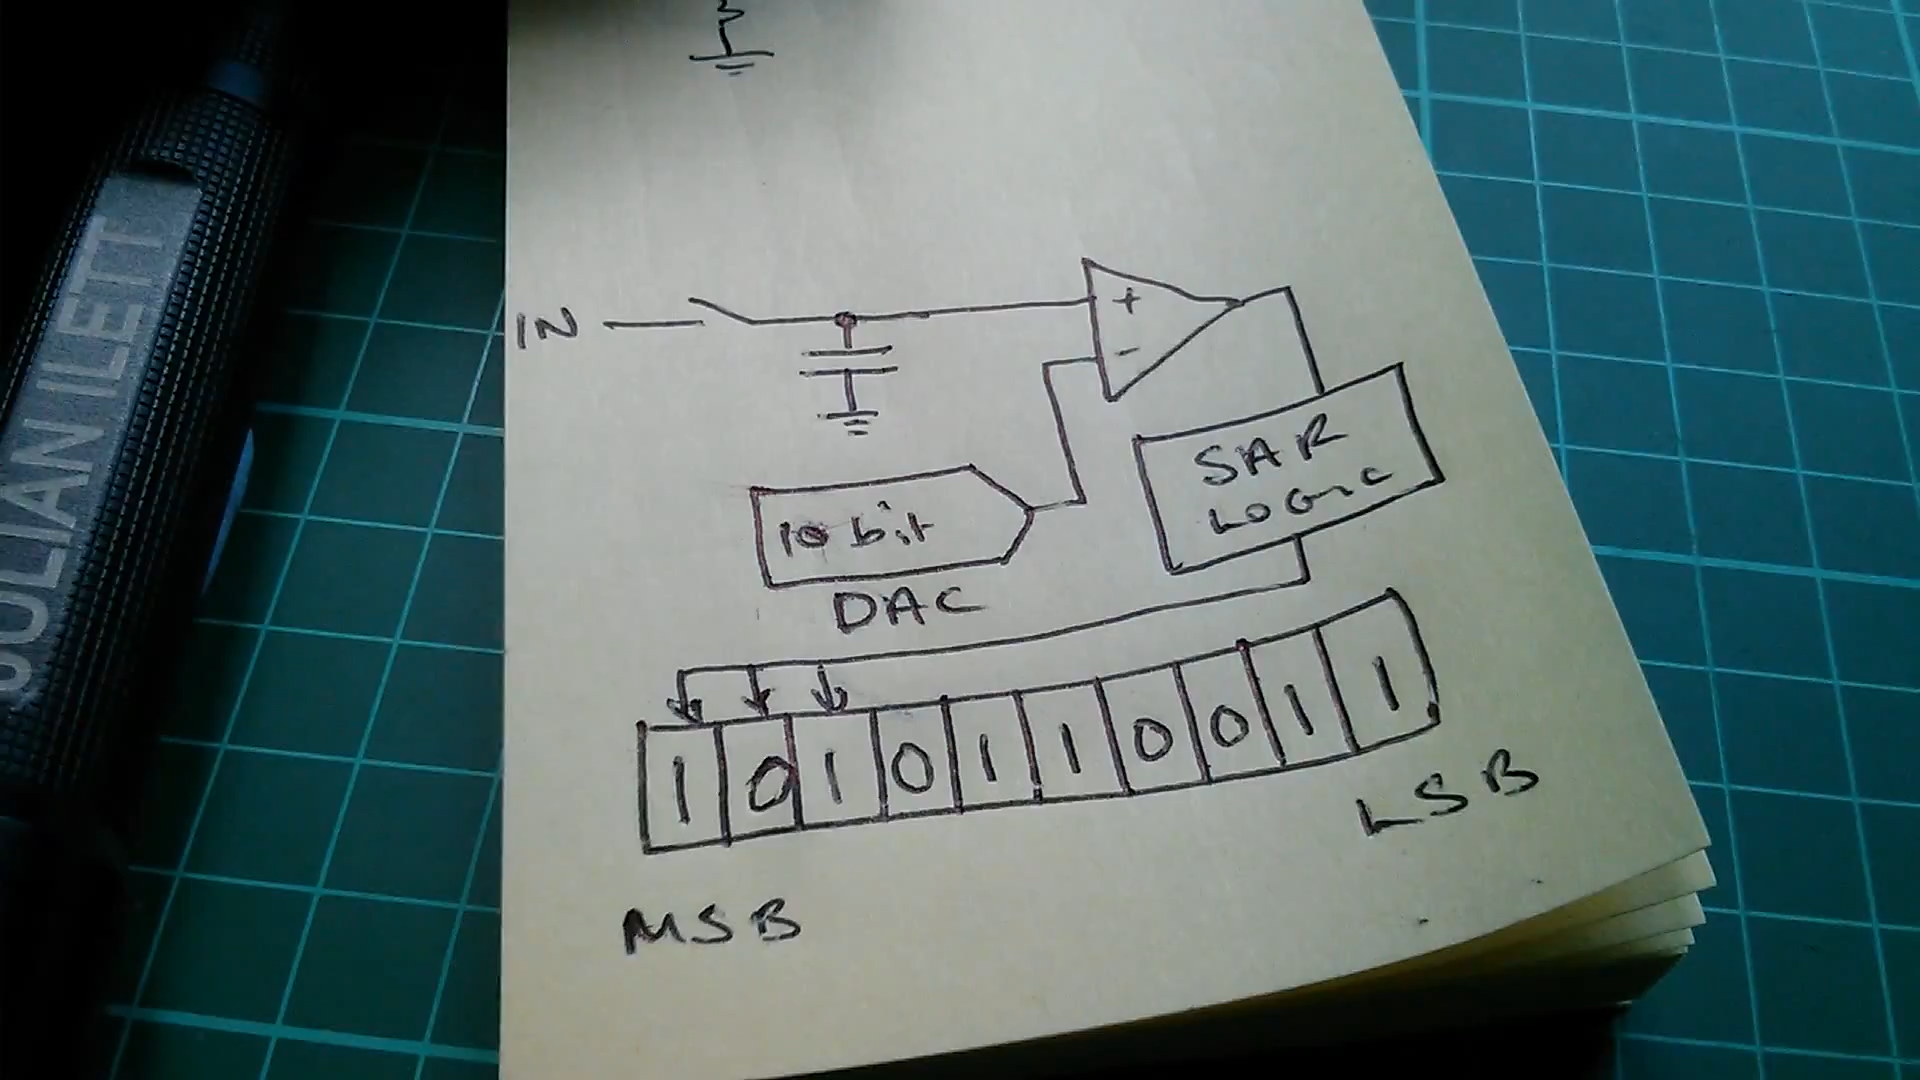 JULIAN ILETT
IN
+
-
SAR
LOGIC
10 bit
DAC
1 0 1 0 1 1 0 0 1 1
LSB
MSB